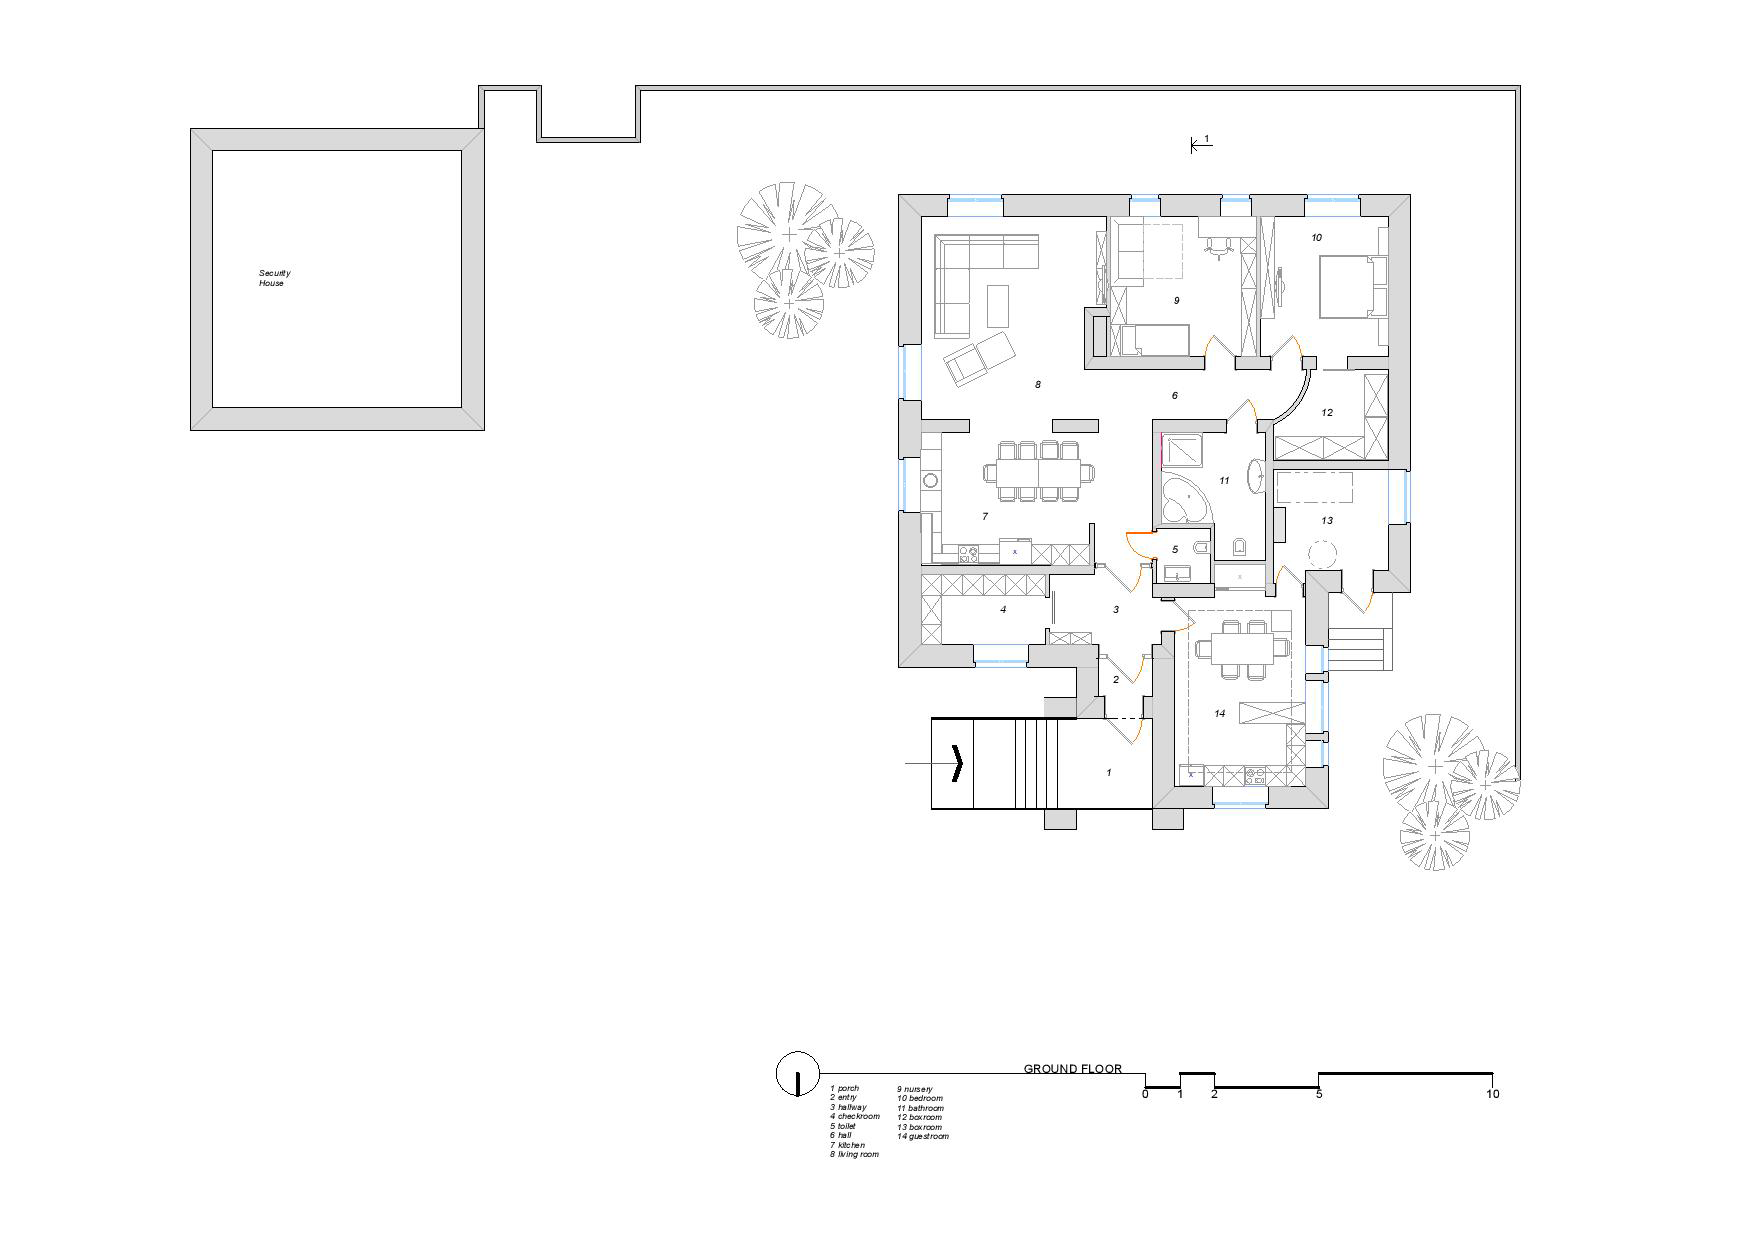 1
Security
House
10
9
8
6
12
11
7
13
5
4
3
2
14
1
GROUND FLOOR
0 1 2 5 10
1 porch
2 entry
3 hallway
4 checkroom
5 toilet
6 hall
7 kitchen
8 living room
9 nursery
10 bedroom
11 bathroom
12 boxroom
13 boxroom
14 guestroom